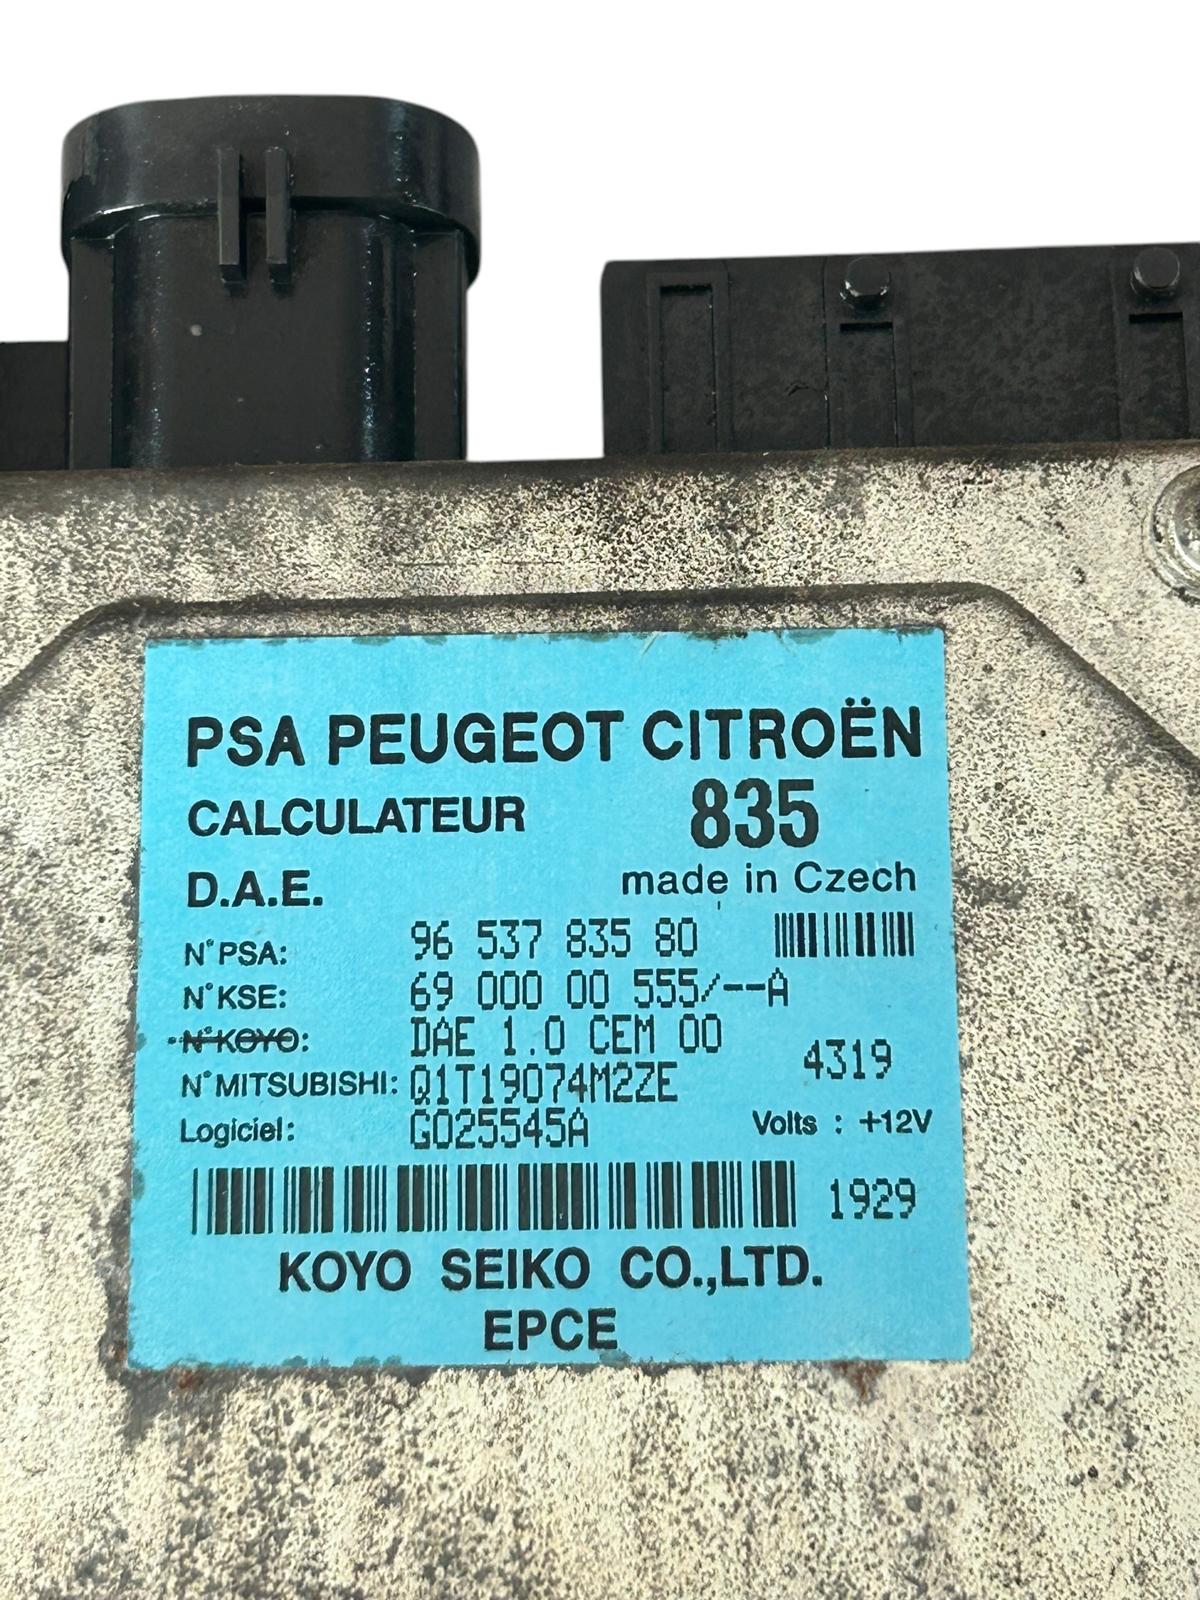 PSA PEUGEOT CITROËN
CALCULATEUR 835
D.A.E. made in Czech
N° PSA: 96 537 835 80
N° KSE: 69 000 00 555/--A
N° KOYO: DAE 1.0 CEM 00
4319
N° MITSUBISHI: Q1T19074M2ZE
Logiciel: G025545A Volts : +12V
1929
KOYO SEIKO CO.,LTD.
EPCE